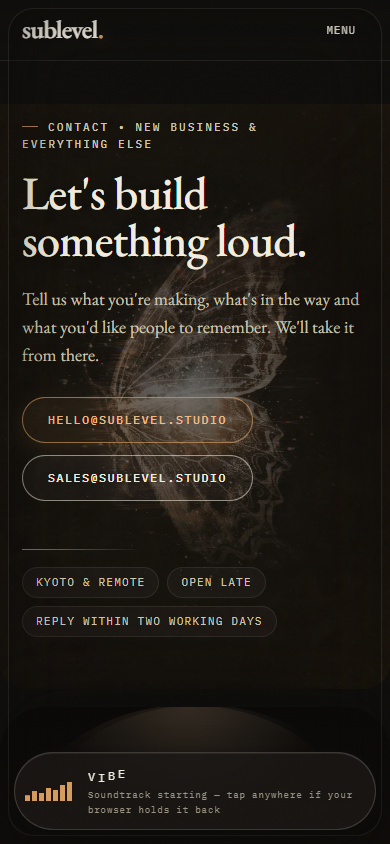 sublevel.
MENU
CONTACT • NEW BUSINESS &
EVERYTHING ELSE
Let's build
something loud.
Tell us what you're making, what's in the way and
what you'd like people to remember. We'll take it
from there.
HELLO@SUBLEVEL.STUDIO
SALES@SUBLEVEL.STUDIO
KYOTO & REMOTE
OPEN LATE
REPLY WITHIN TWO WORKING DAYS
VIBE
Soundtrack starting — tap anywhere if your
browser holds it back